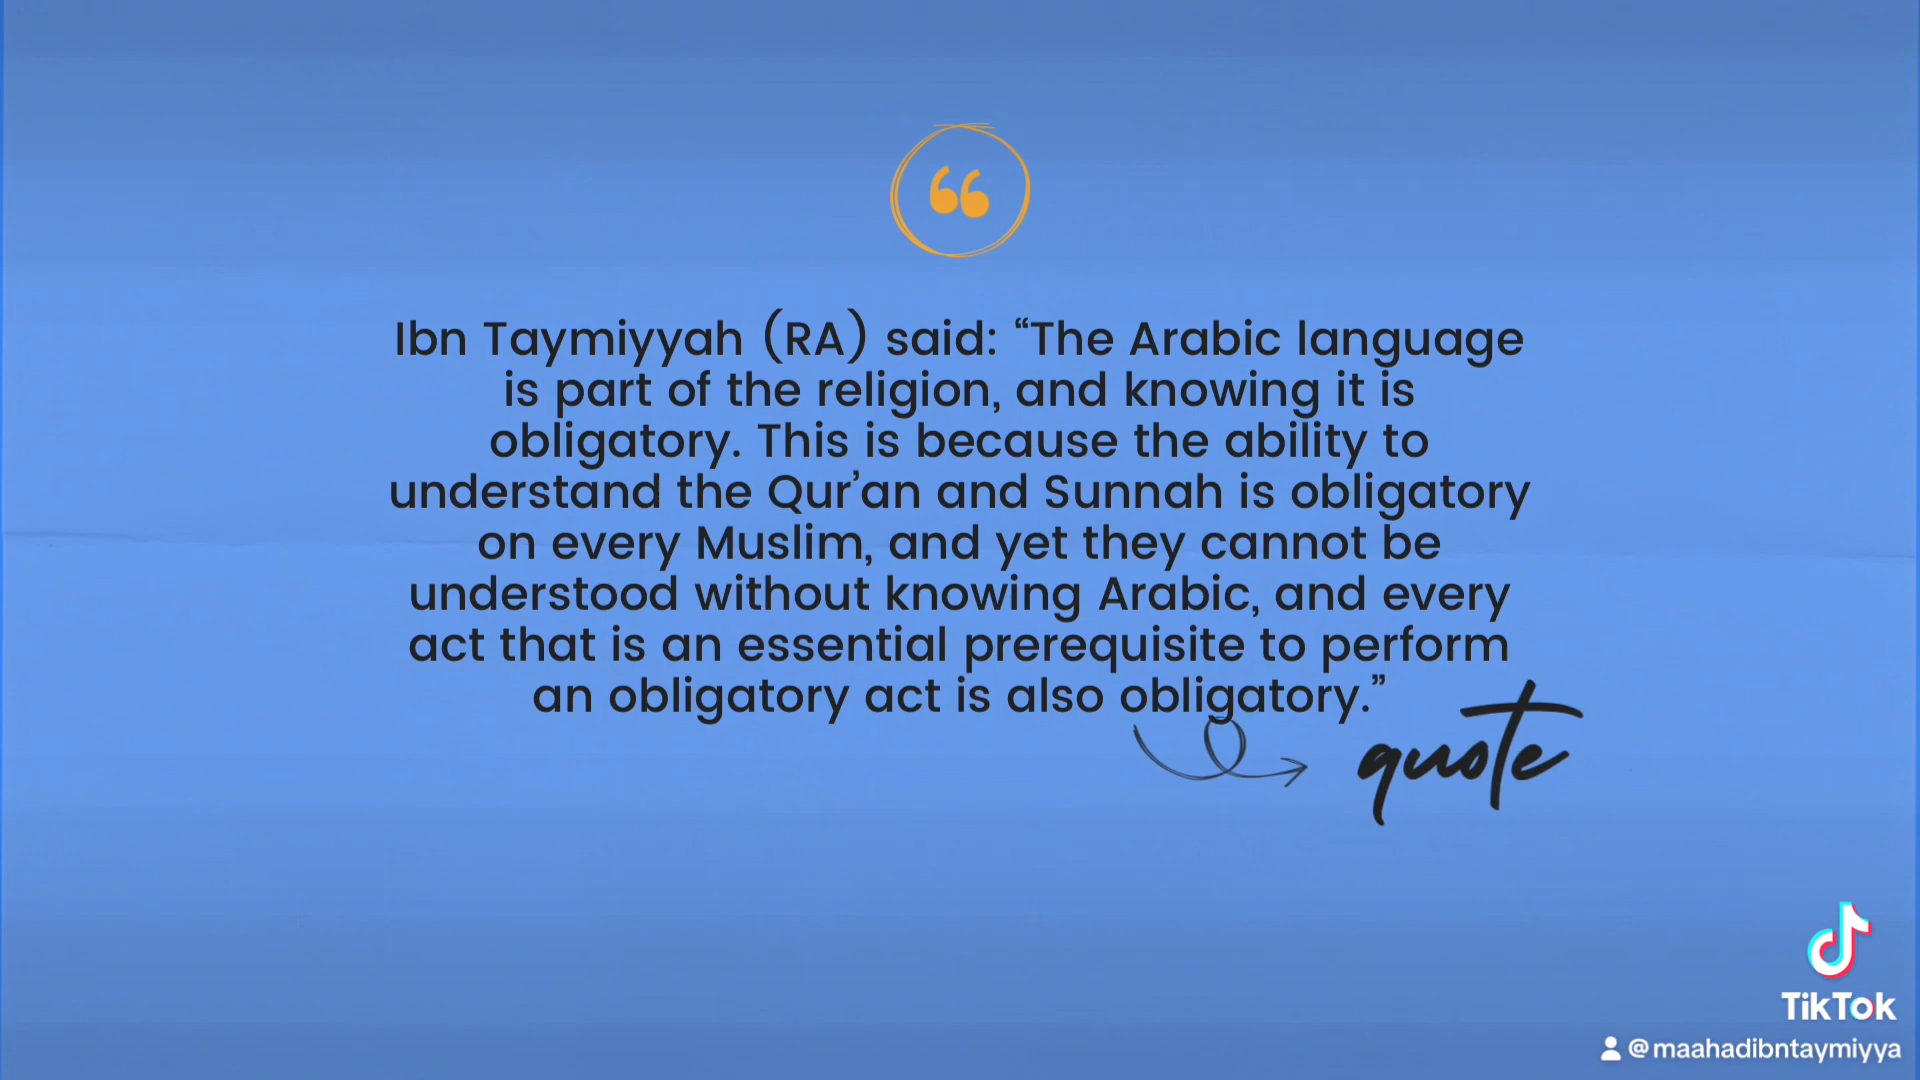 “
Ibn Taymiyyah (RA) said: “The Arabic language
is part of the religion, and knowing it is
obligatory. This is because the ability to
understand the Qur’an and Sunnah is obligatory
on every Muslim, and yet they cannot be
understood without knowing Arabic, and every
act that is an essential prerequisite to perform
an obligatory act is also obligatory.”
quote
TikTok
@maahadibntaymiyya